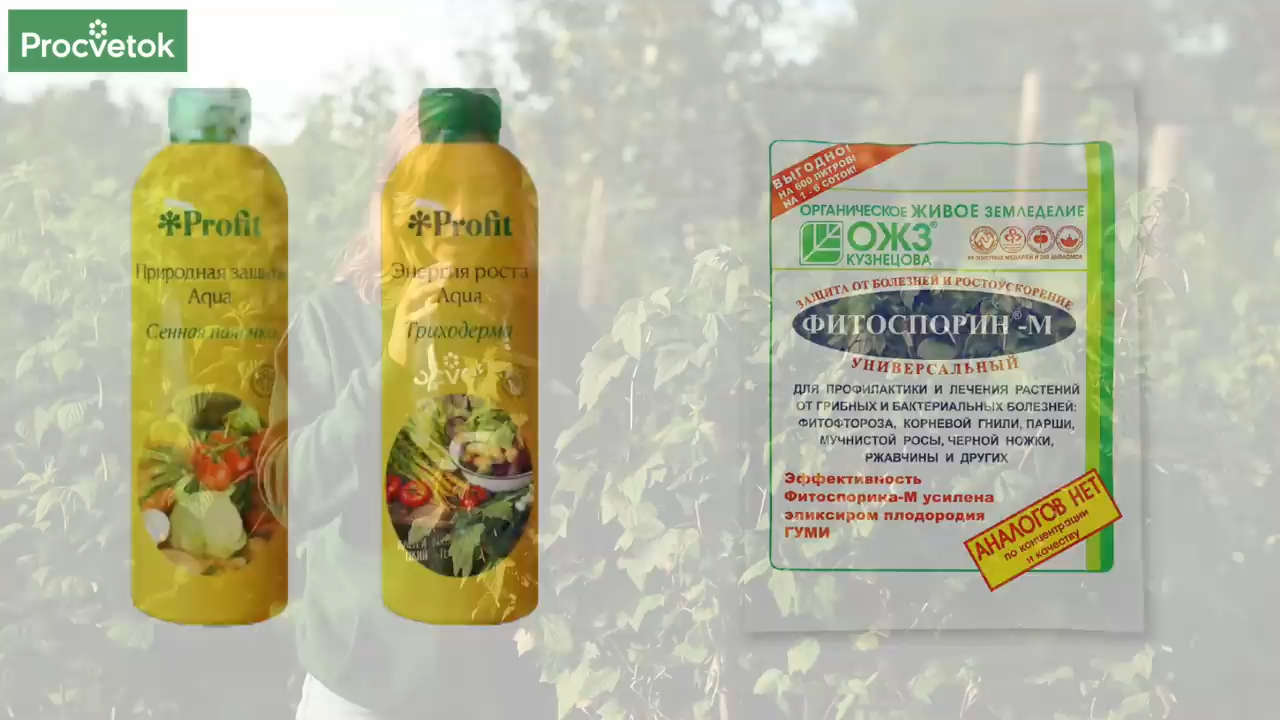 Procvetok
Profit
Природная защита
Aqua
Сенная палочка
Profit
Энергия роста
Aqua
Триходерма
ВЫГОДНО!
НА 600 ЛИТРОВ!
НА 1 - 6 СОТОК!
ОРГАНИЧЕСКОЕ ЖИВОЕ ЗЕМЛЕДЕЛИЕ
ОЖЗ®
КУЗНЕЦОВА
ЗАЩИТА ОТ БОЛЕЗНЕЙ И РОСТОУСКОРЕНИЕ
ФИТОСПОРИН®-М
УНИВЕРСАЛЬНЫЙ
ДЛЯ ПРОФИЛАКТИКИ И ЛЕЧЕНИЯ РАСТЕНИЙ
ОТ ГРИБНЫХ И БАКТЕРИАЛЬНЫХ БОЛЕЗНЕЙ:
ФИТОФТОРОЗА, КОРНЕВОЙ ГНИЛИ, ПАРШИ,
МУЧНИСТОЙ РОСЫ, ЧЕРНОЙ НОЖКИ,
РЖАВЧИНЫ И ДРУГИХ
Эффективность
Фитоспорина-М усилена
эликсиром плодородия
ГУМИ
АНАЛОГОВ НЕТ
по концентрации
и качеству